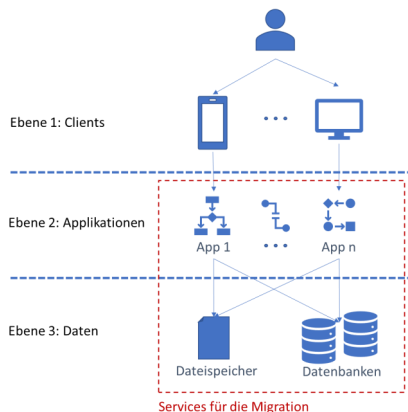 Ebene 1: Clients
Ebene 2: Applikationen
App 1
App n
Ebene 3: Daten
Dateispeicher
Datenbanken
Services für die Migration